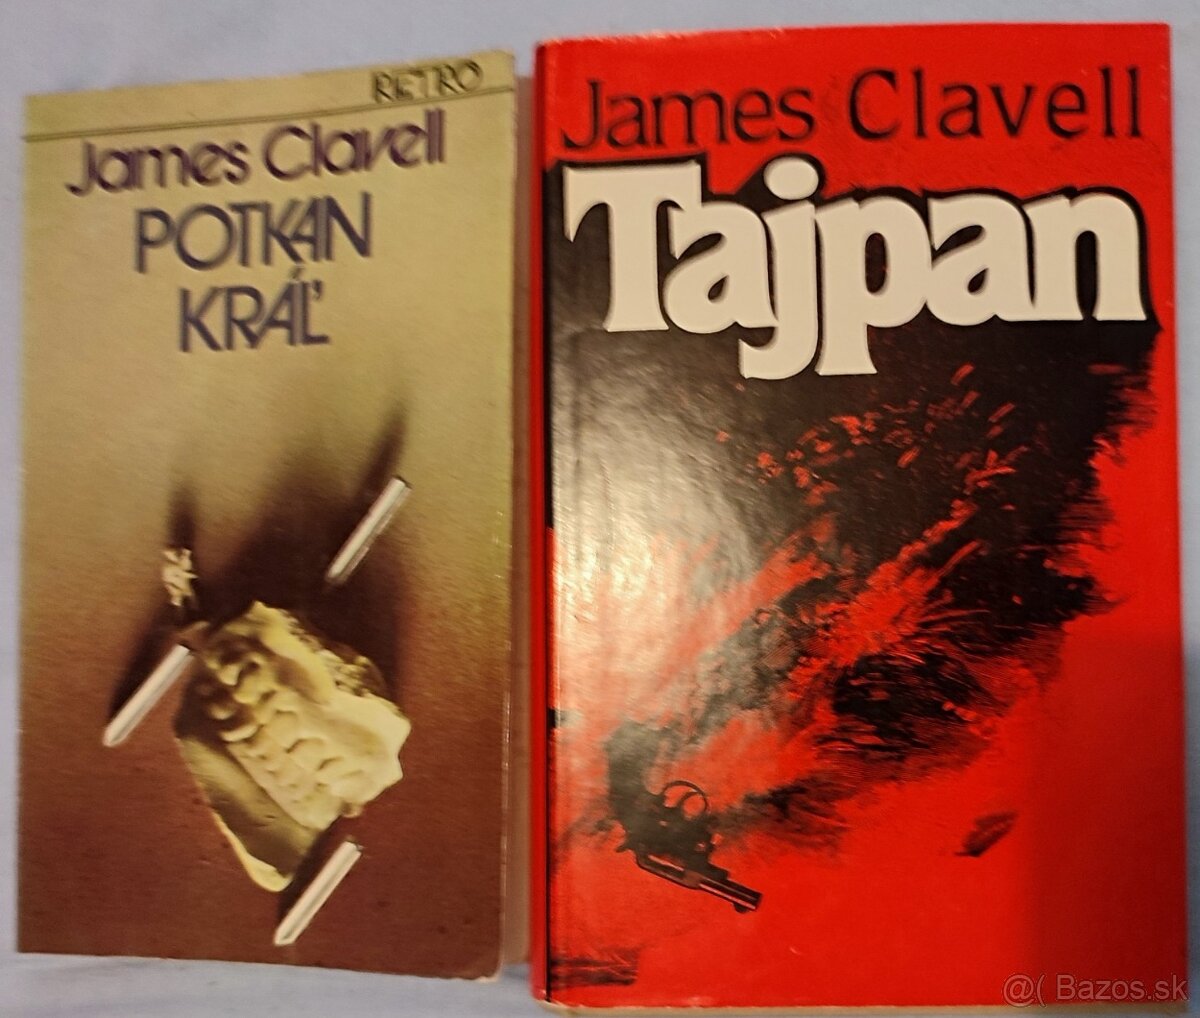 RETRO
James Clavell
POTKAN
KRÁĽ
James Clavell
Tajpan
@( Bazos.sk